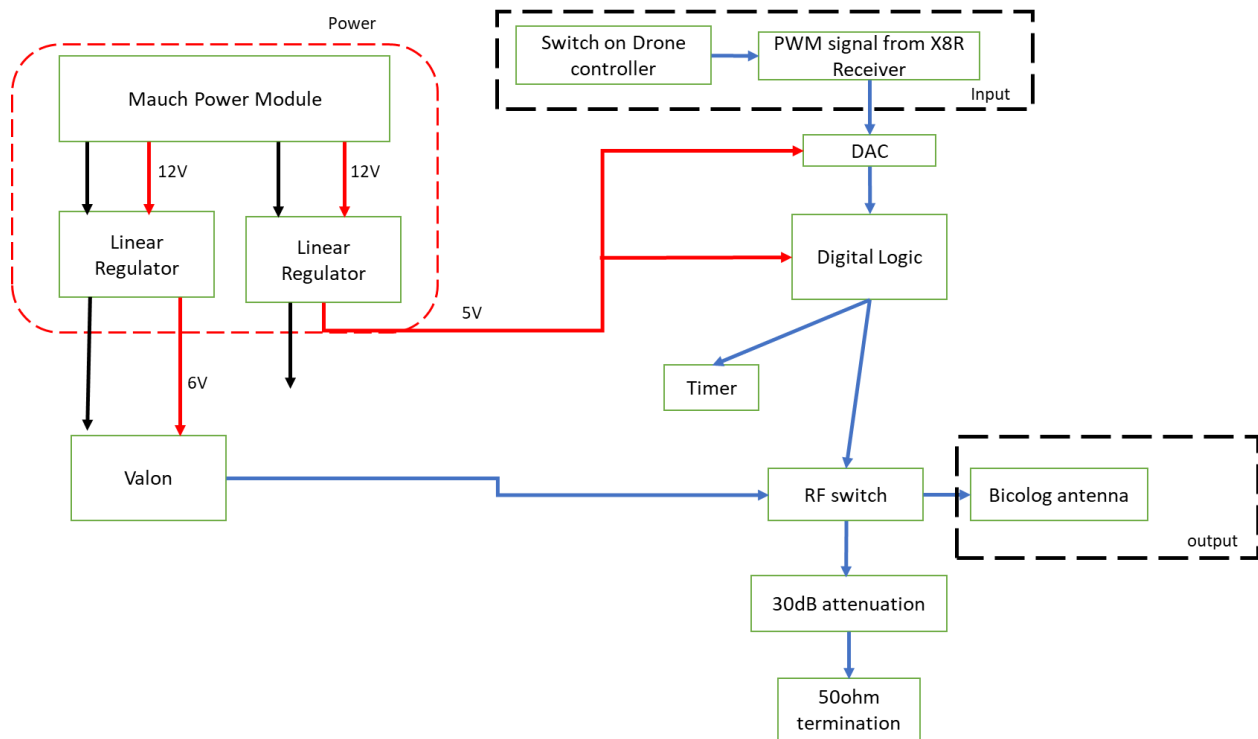 Power
Mauch Power Module
12V
12V
Linear
Regulator
Linear
Regulator
5V
6V
Valon
Switch on Drone
controller
PWM signal from X8R
Receiver
Input
DAC
Digital Logic
Timer
RF switch
Bicolog antenna
output
30dB attenuation
50ohm
termination